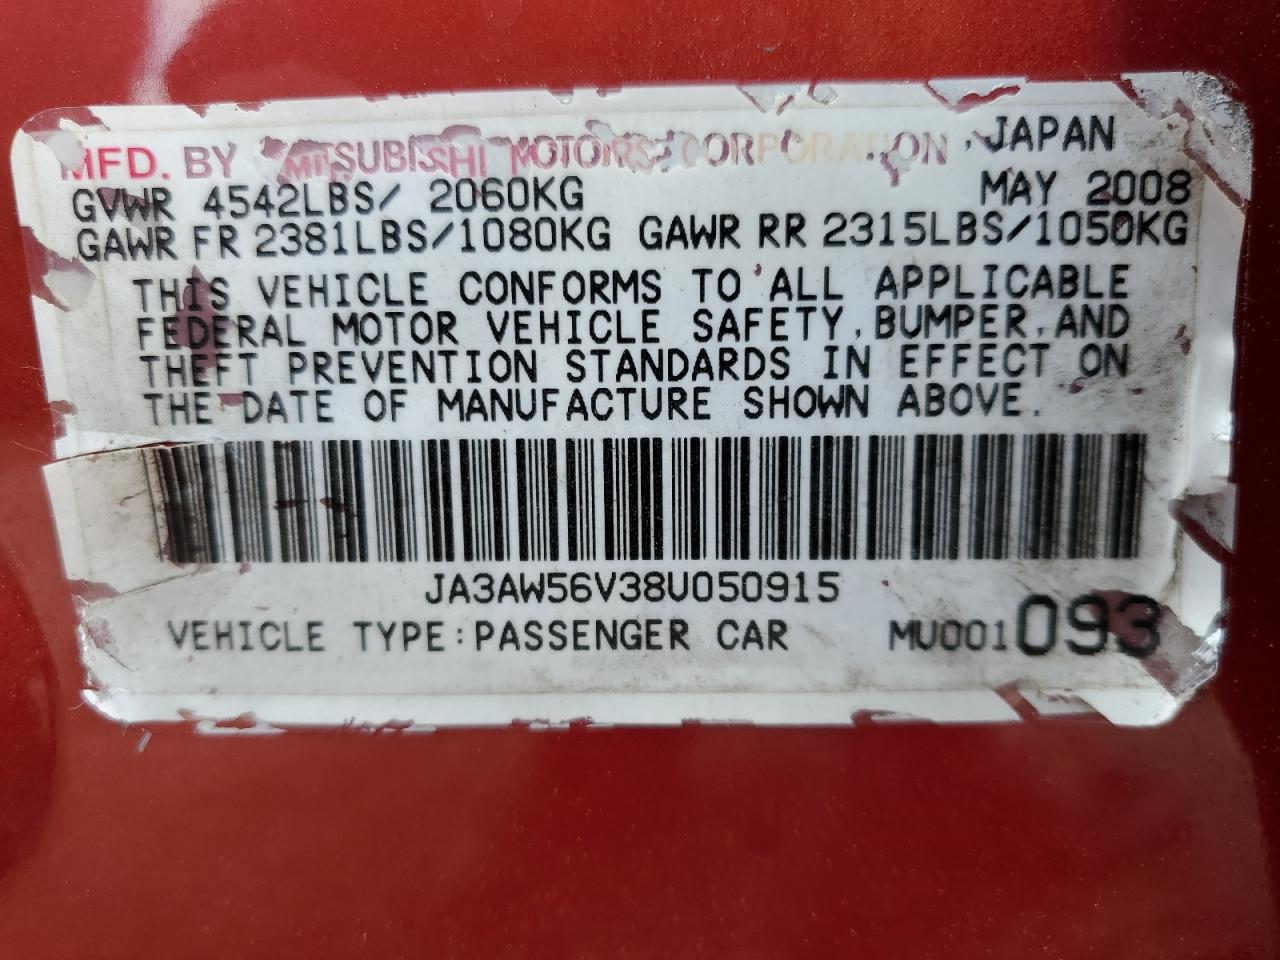 MFD. BY MITSUBISHI MOTORS CORPORATION, JAPAN
GVWR 4542LBS/ 2060KG MAY 2008
GAWR FR 2381LBS/1080KG GAWR RR 2315LBS/1050KG
THIS VEHICLE CONFORMS TO ALL APPLICABLE
FEDERAL MOTOR VEHICLE SAFETY, BUMPER, AND
THEFT PREVENTION STANDARDS IN EFFECT ON
THE DATE OF MANUFACTURE SHOWN ABOVE.
JA3AW56V38U050915
VEHICLE TYPE:PASSENGER CAR MU001093